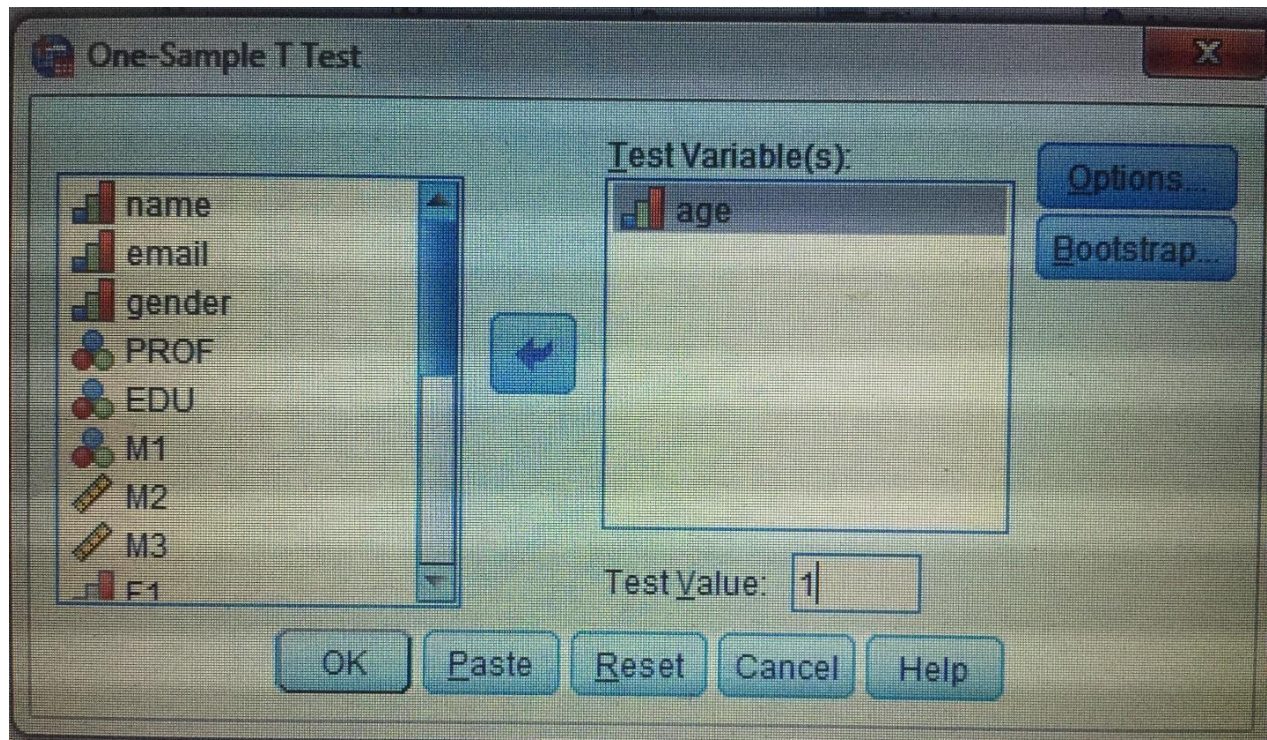 One-Sample T Test
X
Test Variable(s):
name
email
gender
PROF
EDU
M1
M2
M3
age
Options...
Bootstrap...
Test Value: 1
OK
Paste
Reset
Cancel
Help